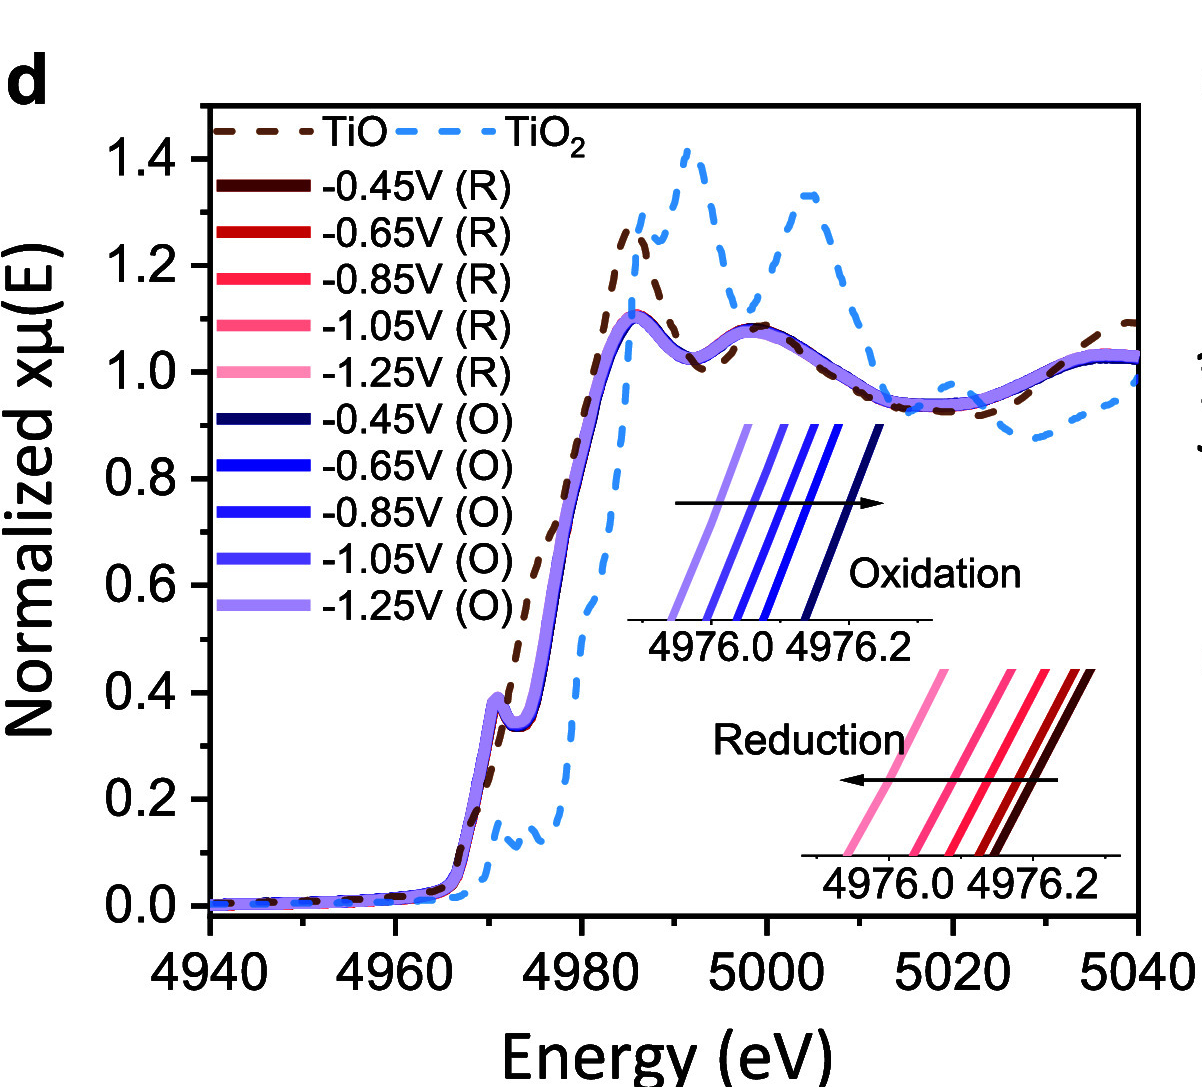 d
TiO TiO₂
-0.45V (R)
-0.65V (R)
-0.85V (R)
-1.05V (R)
-1.25V (R)
-0.45V (O)
-0.65V (O)
-0.85V (O)
-1.05V (O)
-1.25V (O)
Normalized xμ(E)
1.4
1.2
1.0
0.8
0.6
0.4
0.2
0.0
Oxidation
4976.0 4976.2
Reduction
4976.0 4976.2
4940 4960 4980 5000 5020 5040
Energy (eV)